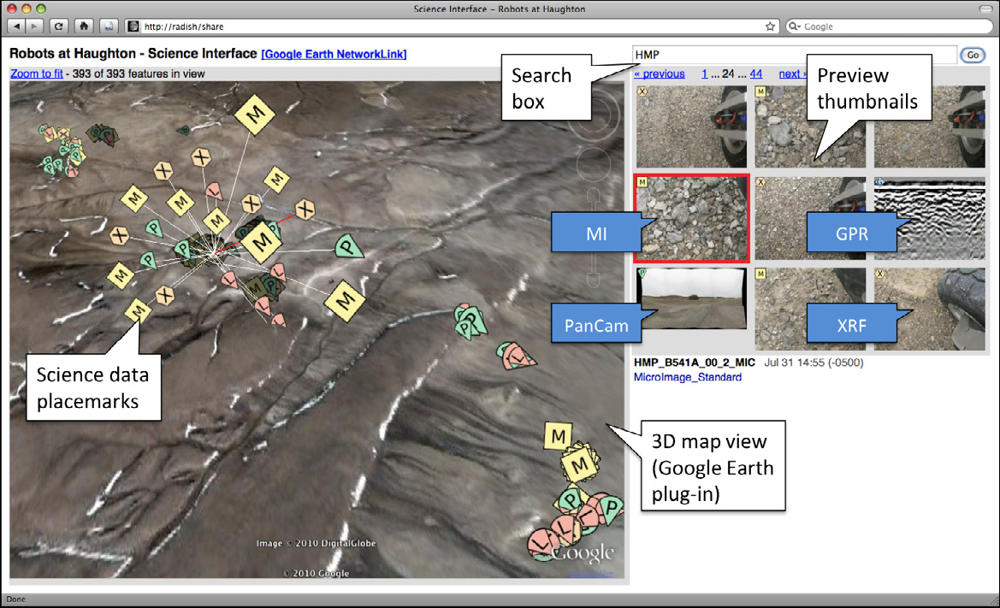 Science Interface – Robots at Haughton
http://radish/share
Google
Robots at Haughton - Science Interface [Google Earth NetworkLink]
Zoom to fit - 393 of 393 features in view
HMP
Go
« previous 1 ... 24 ... 44 next »
Search
box
Preview
thumbnails
X
M
M
X
G
P
M
X
MI
GPR
PanCam
XRF
HMP_B541A_00_2_MIC Jul 31 14:55 (-0500)
MicroImage_Standard
M
X
X
M
L
M
M
X
X
M
P
X
M
P
P
P
M
L
L
X
M
L
M
L
Science data
placemarks
P
P
L
M
M
P
P
L
L
L
3D map view
(Google Earth
plug-in)
Image © 2010 DigitalGlobe
© 2010 Google
Google
Done